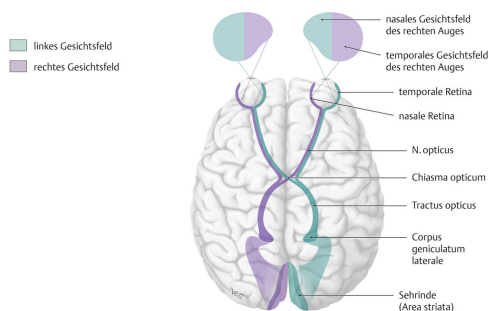 linkes Gesichtsfeld
rechtes Gesichtsfeld
nasales Gesichtsfeld
des rechten Auges
temporales Gesichtsfeld
des rechten Auges
temporale Retina
nasale Retina
N. opticus
Chiasma opticum
Tractus opticus
Corpus
geniculatum
laterale
Sehrinde
(Area striata)